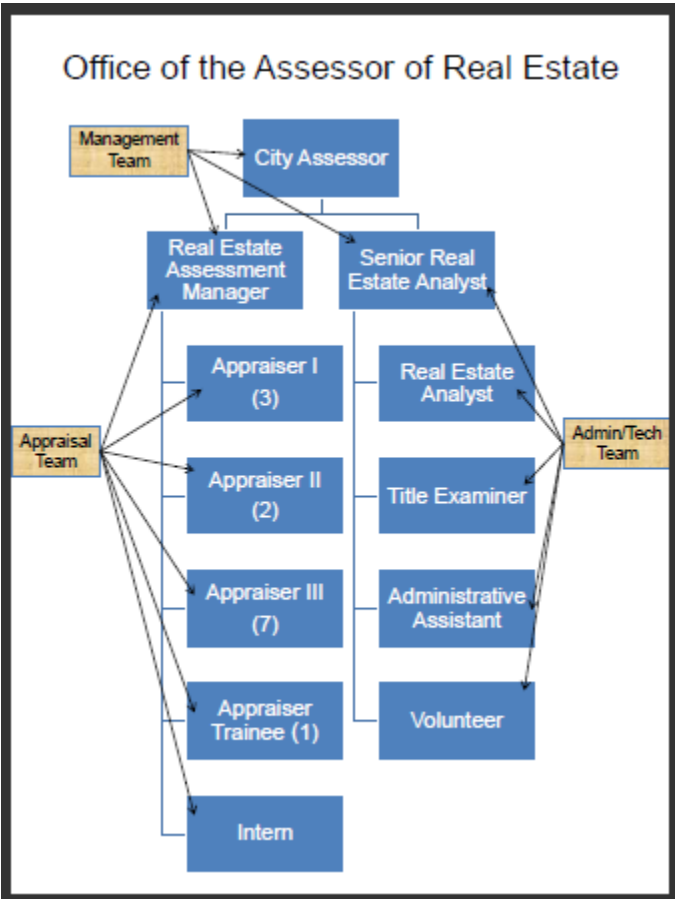 Office of the Assessor of Real Estate
Management
Team
City Assessor
Real Estate
Assessment
Manager
Senior Real
Estate Analyst
Appraiser I
(3)
Real Estate
Analyst
Appraisal
Team
Admin/Tech
Team
Appraiser II
(2)
Title Examiner
Appraiser III
(7)
Administrative
Assistant
Appraiser
Trainee (1)
Volunteer
Intern